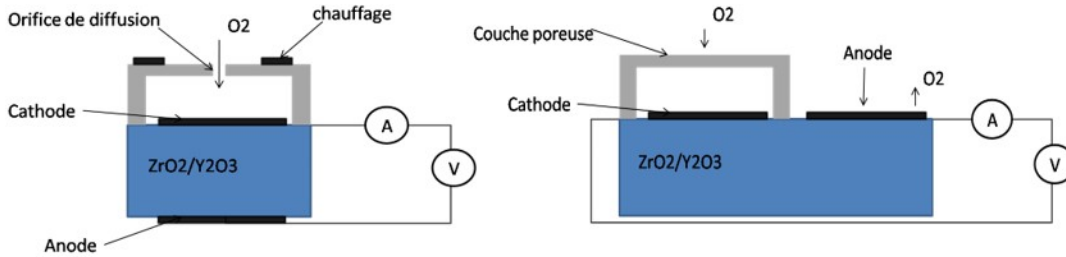 Orifice de diffusion
O2
chauffage
Cathode
A
V
ZrO2/Y2O3
Anode
O2
Couche poreuse
Anode
O2
Cathode
A
V
ZrO2/Y2O3